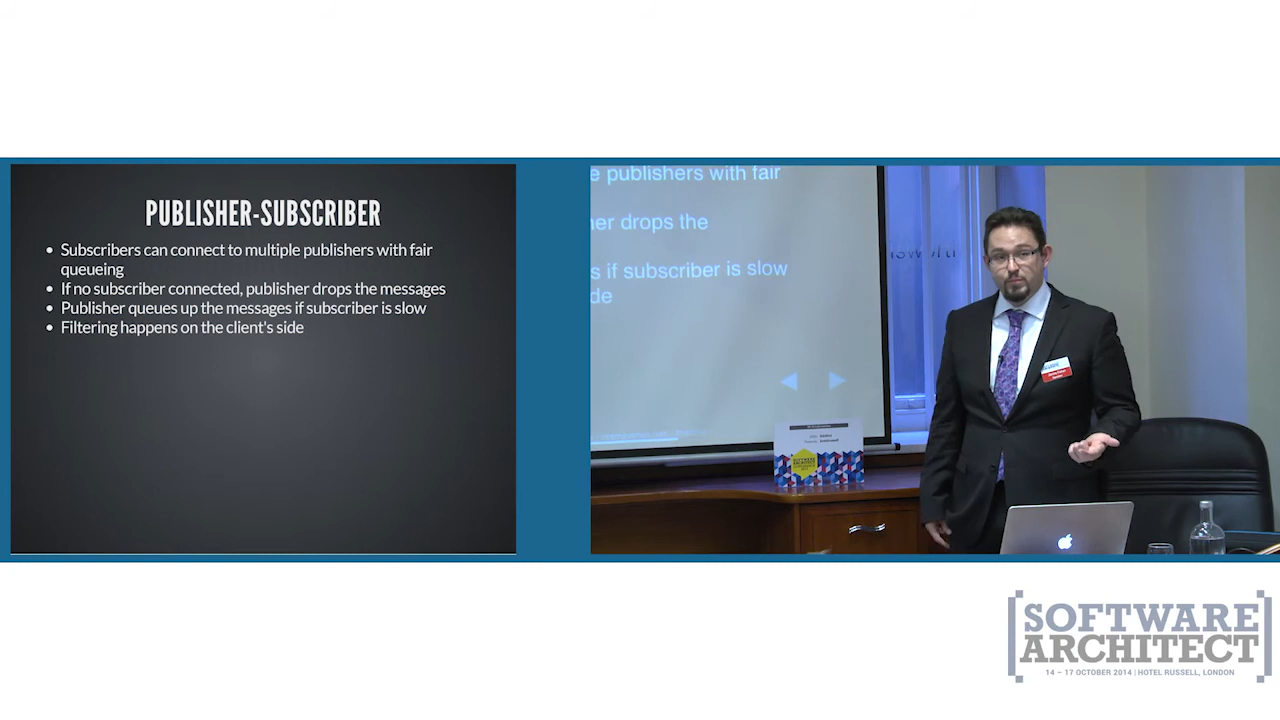 PUBLISHER-SUBSCRIBER
• Subscribers can connect to multiple publishers with fair
queueing
• If no subscriber connected, publisher drops the messages
• Publisher queues up the messages if subscriber is slow
• Filtering happens on the client's side
e publishers with fair
her drops the
s if subscriber is slow
de
SOFTWARE
ARCHITECT
[SOFTWARE
ARCHITECT]
14 – 17 OCTOBER 2014 | HOTEL RUSSELL, LONDON